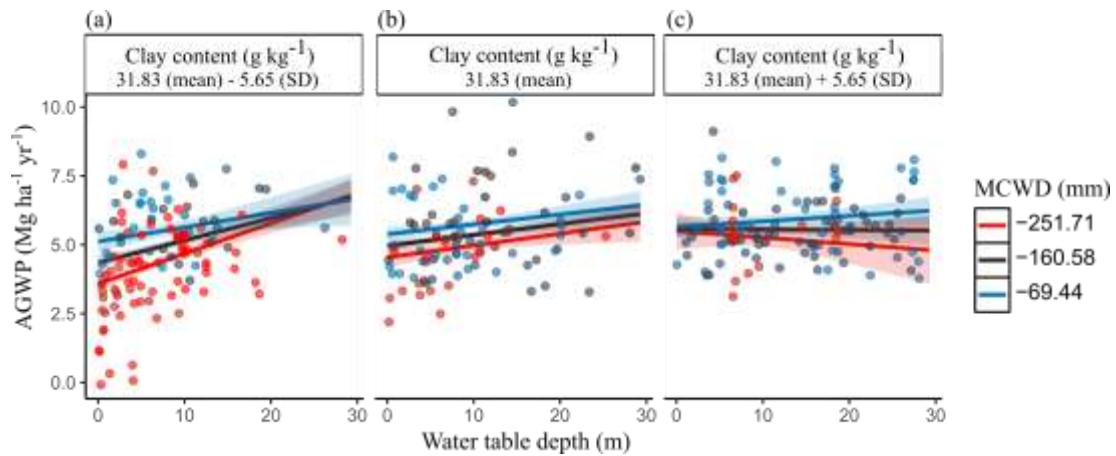 (a)
(b)
(c)
Clay content (g kg⁻¹)
31.83 (mean) - 5.65 (SD)
Clay content (g kg⁻¹)
31.83 (mean)
Clay content (g kg⁻¹)
31.83 (mean) + 5.65 (SD)
AGWP (Mg ha⁻¹ yr⁻¹)
10.0
7.5
5.0
2.5
0.0
0 10 20 30
0 10 20 30
0 10 20 30
Water table depth (m)
MCWD (mm)
−251.71
−160.58
−69.44